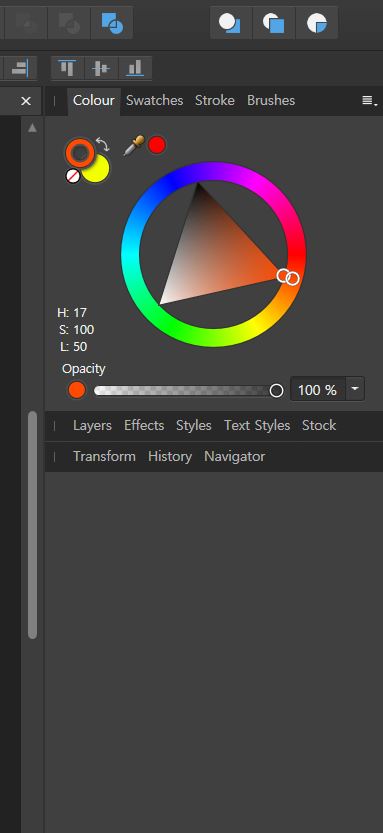 Colour Swatches Stroke Brushes
H: 17
S: 100
L: 50
Opacity
100 %
Layers Effects Styles Text Styles Stock
Transform History Navigator